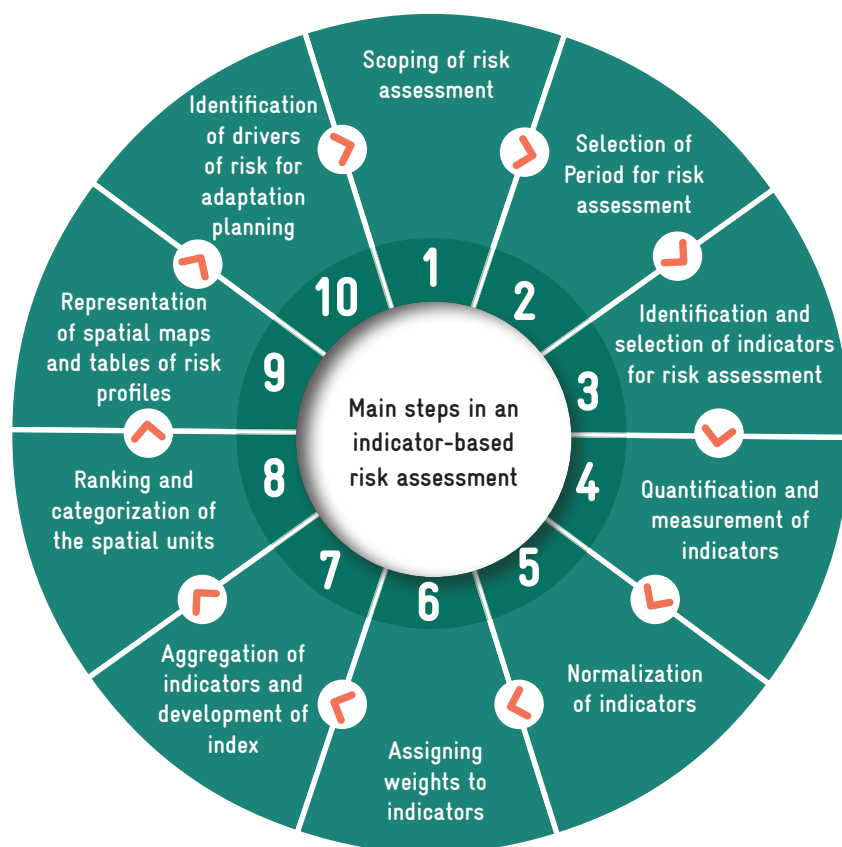 Main steps in an
indicator-based
risk assessment
1
Scoping of risk
assessment
2
Selection of
Period for risk
assessment
3
Identification and
selection of indicators
for risk assessment
4
Quantification and
measurement of
indicators
5
Normalization
of indicators
6
Assigning
weights to
indicators
7
Aggregation of
indicators and
development of
index
8
Ranking and
categorization of
the spatial units
9
Representation
of spatial maps
and tables of risk
profiles
10
Identification
of drivers
of risk for
adaptation
planning